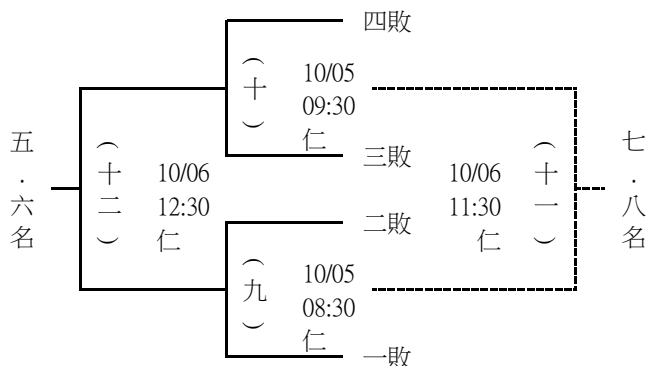 四敗
（十）
10/05
09:30
仁
三敗
五．六名
（十二）
10/06
12:30
仁
10/06
11:30
仁
（十一）
七．八名
二敗
（九）
10/05
08:30
仁
一敗